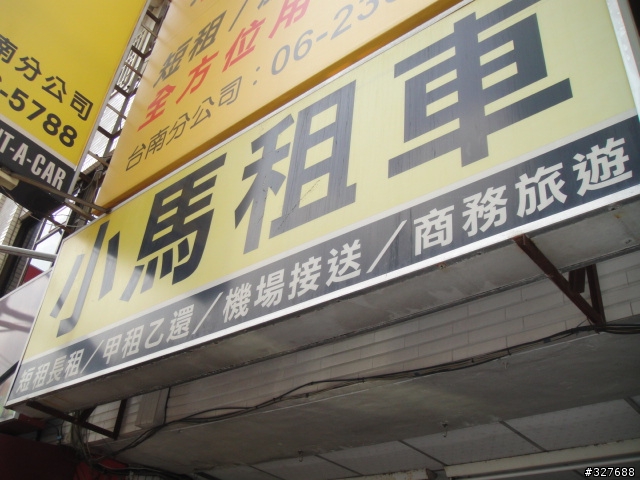 南分公司
-5788
NT-A-CAR
短租/
全方位用
台南分公司：06-23
小馬租車
短租長租/甲租乙還/機場接送/商務旅遊
#327688